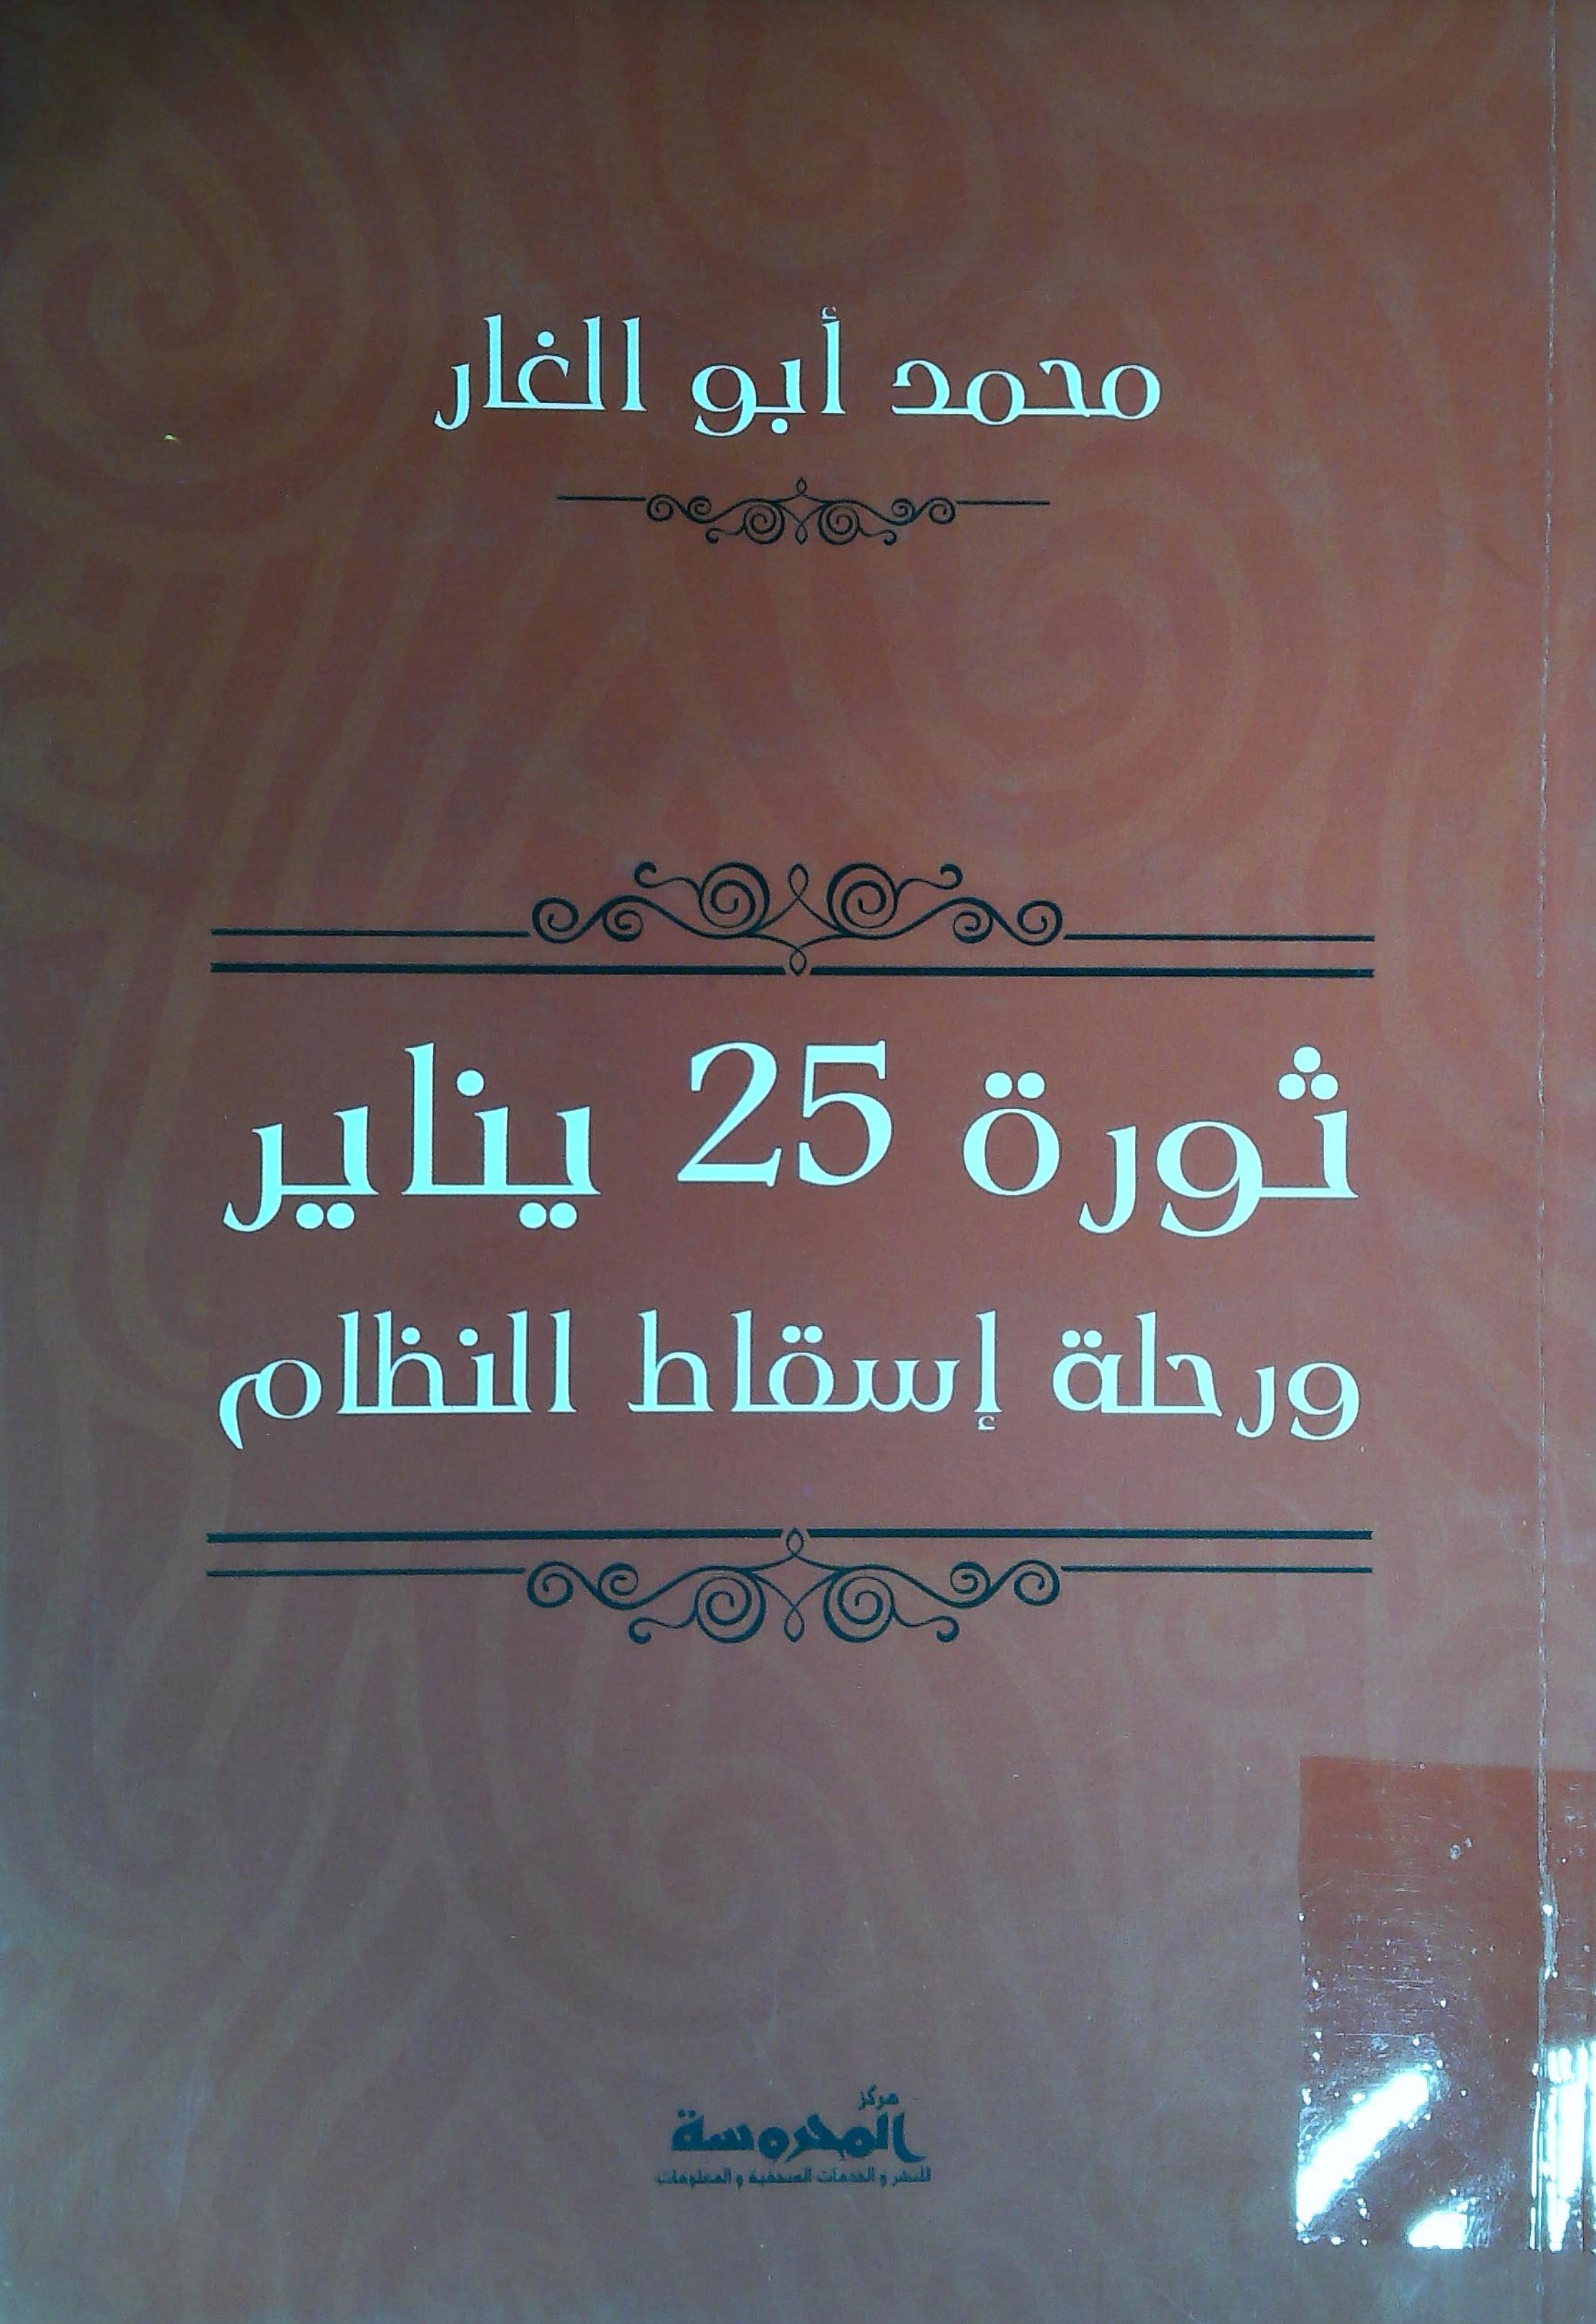 محمد أبو الغار
ثورة 25 يناير
ورحلة إسقاط النظام
مركز
المحروسة
للنشر و الخدمات الصحفية و المعلومات